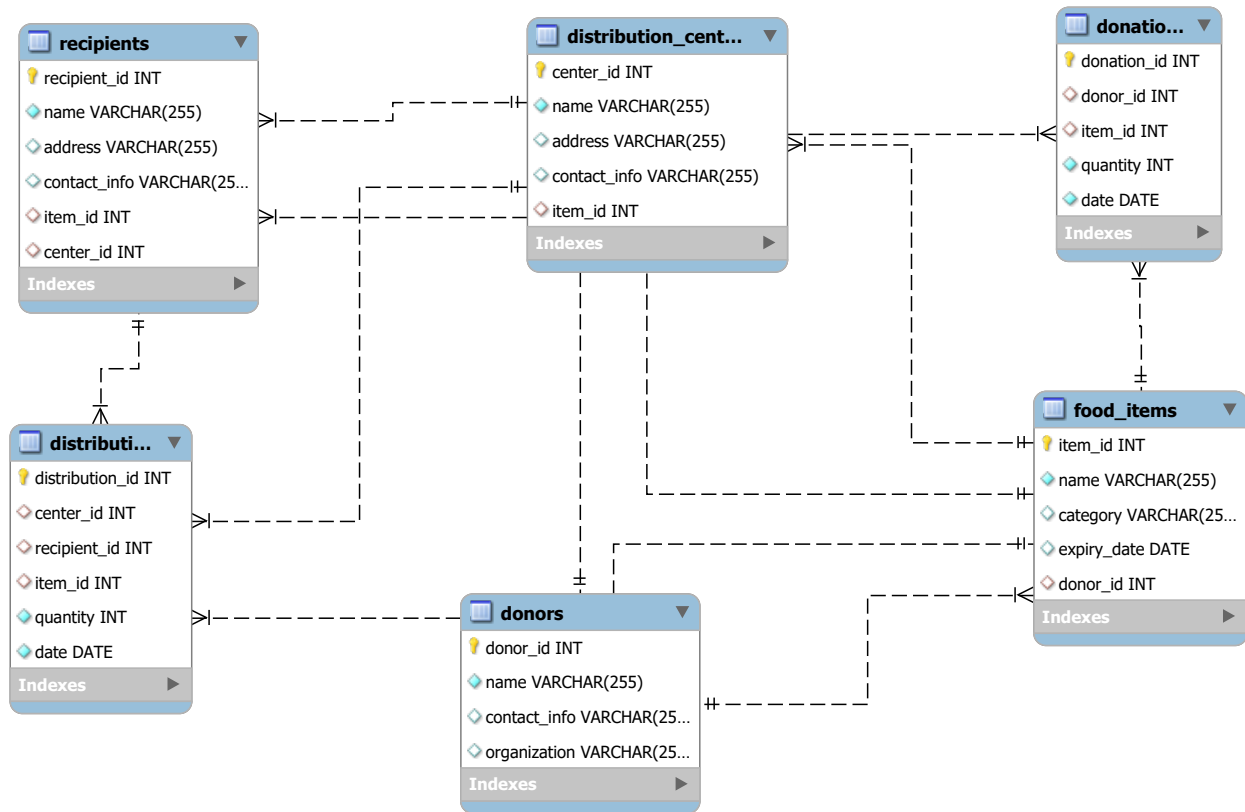 recipients
recipient_id INT
name VARCHAR(255)
address VARCHAR(255)
contact_info VARCHAR(25...
item_id INT
center_id INT
Indexes
distribution_cent...
center_id INT
name VARCHAR(255)
address VARCHAR(255)
contact_info VARCHAR(255)
item_id INT
Indexes
donatio...
donation_id INT
donor_id INT
item_id INT
quantity INT
date DATE
Indexes
distributi...
distribution_id INT
center_id INT
recipient_id INT
item_id INT
quantity INT
date DATE
Indexes
donors
donor_id INT
name VARCHAR(255)
contact_info VARCHAR(25...
organization VARCHAR(25...
Indexes
food_items
item_id INT
name VARCHAR(255)
category VARCHAR(25...
expiry_date DATE
donor_id INT
Indexes